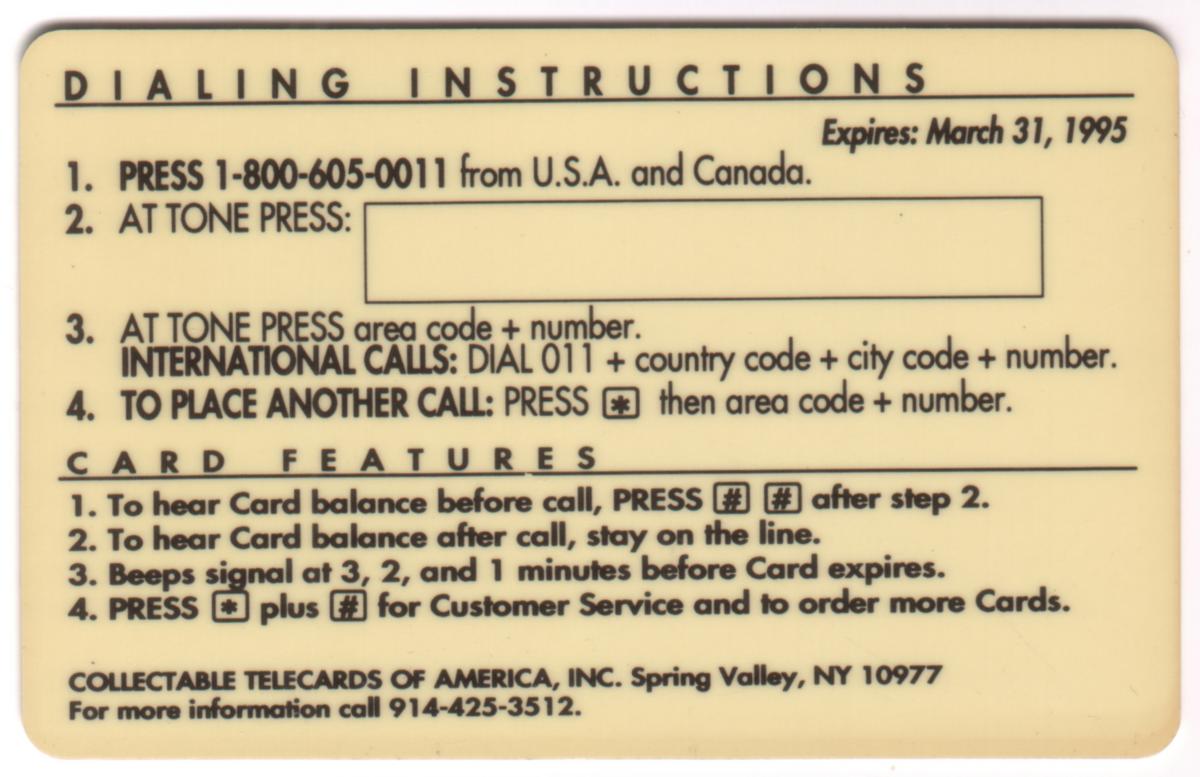 DIALING INSTRUCTIONS
Expires: March 31, 1995
1. PRESS 1-800-605-0011 from U.S.A. and Canada.
2. AT TONE PRESS:
3. AT TONE PRESS area code + number.
INTERNATIONAL CALLS: DIAL 011 + country code + city code + number.
4. TO PLACE ANOTHER CALL: PRESS * then area code + number.
CARD FEATURES
1. To hear Card balance before call, PRESS # # after step 2.
2. To hear Card balance after call, stay on the line.
3. Beeps signal at 3, 2, and 1 minutes before Card expires.
4. PRESS * plus # for Customer Service and to order more Cards.
COLLECTABLE TELECARDS OF AMERICA, INC. Spring Valley, NY 10977
For more information call 914-425-3512.